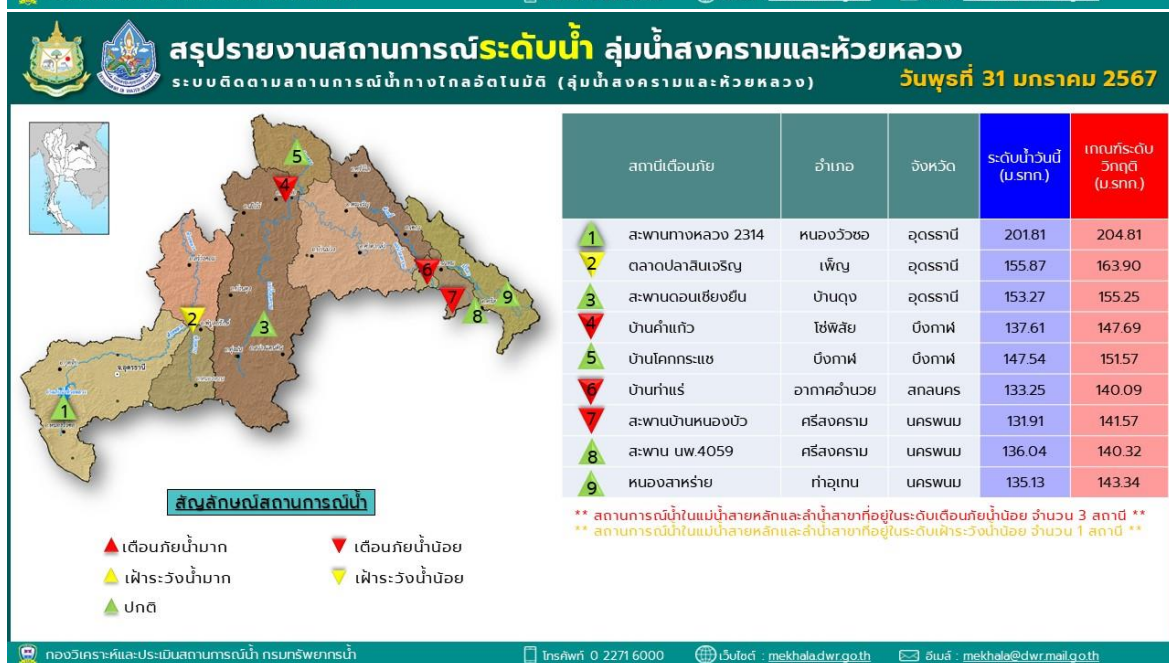 สรุปรายงานสถานการณ์ระดับน้ำ ลุ่มน้ำสงครามและห้วยหลวง
ระบบติดตามสถานการณ์น้ำทางไกลอัตโนมัติ (ลุ่มน้ำสงครามและห้วยหลวง)
วันพุธที่ 31 มกราคม 2567
สถานีเตือนภัย อำเภอ จังหวัด ระดับน้ำวันนี้ (ม.รทก.) เกณฑ์ระดับวิกฤติ (ม.รทก.)
1 สะพานทางหลวง 2314 หนองวัวซอ อุดรธานี 201.81 204.81
2 ตลาดปลาสินเจริญ เพ็ญ อุดรธานี 155.87 163.90
3 สะพานดอนเชียงยืน บ้านดุง อุดรธานี 153.27 155.25
4 บ้านคำแก้ว โซ่พิสัย บึงกาฬ 137.61 147.69
5 บ้านโคกกระแซ บึงกาฬ บึงกาฬ 147.54 151.57
6 บ้านท่าแร่ อากาศอำนวย สกลนคร 133.25 140.09
7 สะพานบ้านหนองบัว ศรีสงคราม นครพนม 131.91 141.57
8 สะพาน นพ.4059 ศรีสงคราม นครพนม 136.04 140.32
9 หนองสาหร่าย ท่าอุเทน นครพนม 135.13 143.34
** สถานการณ์น้ำในแม่น้ำสายหลักและลำน้ำสาขาที่อยู่ในระดับเตือนภัยน้ำน้อย จำนวน 3 สถานี **
** สถานการณ์น้ำในแม่น้ำสายหลักและลำน้ำสาขาที่อยู่ในระดับเฝ้าระวังน้ำน้อย จำนวน 1 สถานี **
5
4
6
7
9
8
2
3
จ.อุดรธานี
1
สัญลักษณ์สถานการณ์น้ำ
เตือนภัยน้ำมาก เตือนภัยน้ำน้อย
เฝ้าระวังน้ำมาก เฝ้าระวังน้ำน้อย
ปกติ
กองวิเคราะห์และประเมินสถานการณ์น้ำ กรมทรัพยากรน้ำ โทรศัพท์ 0 2271 6000 เว็บไซต์ : mekhala.dwr.go.th อีเมล์ : mekhala@dwr.mail.go.th